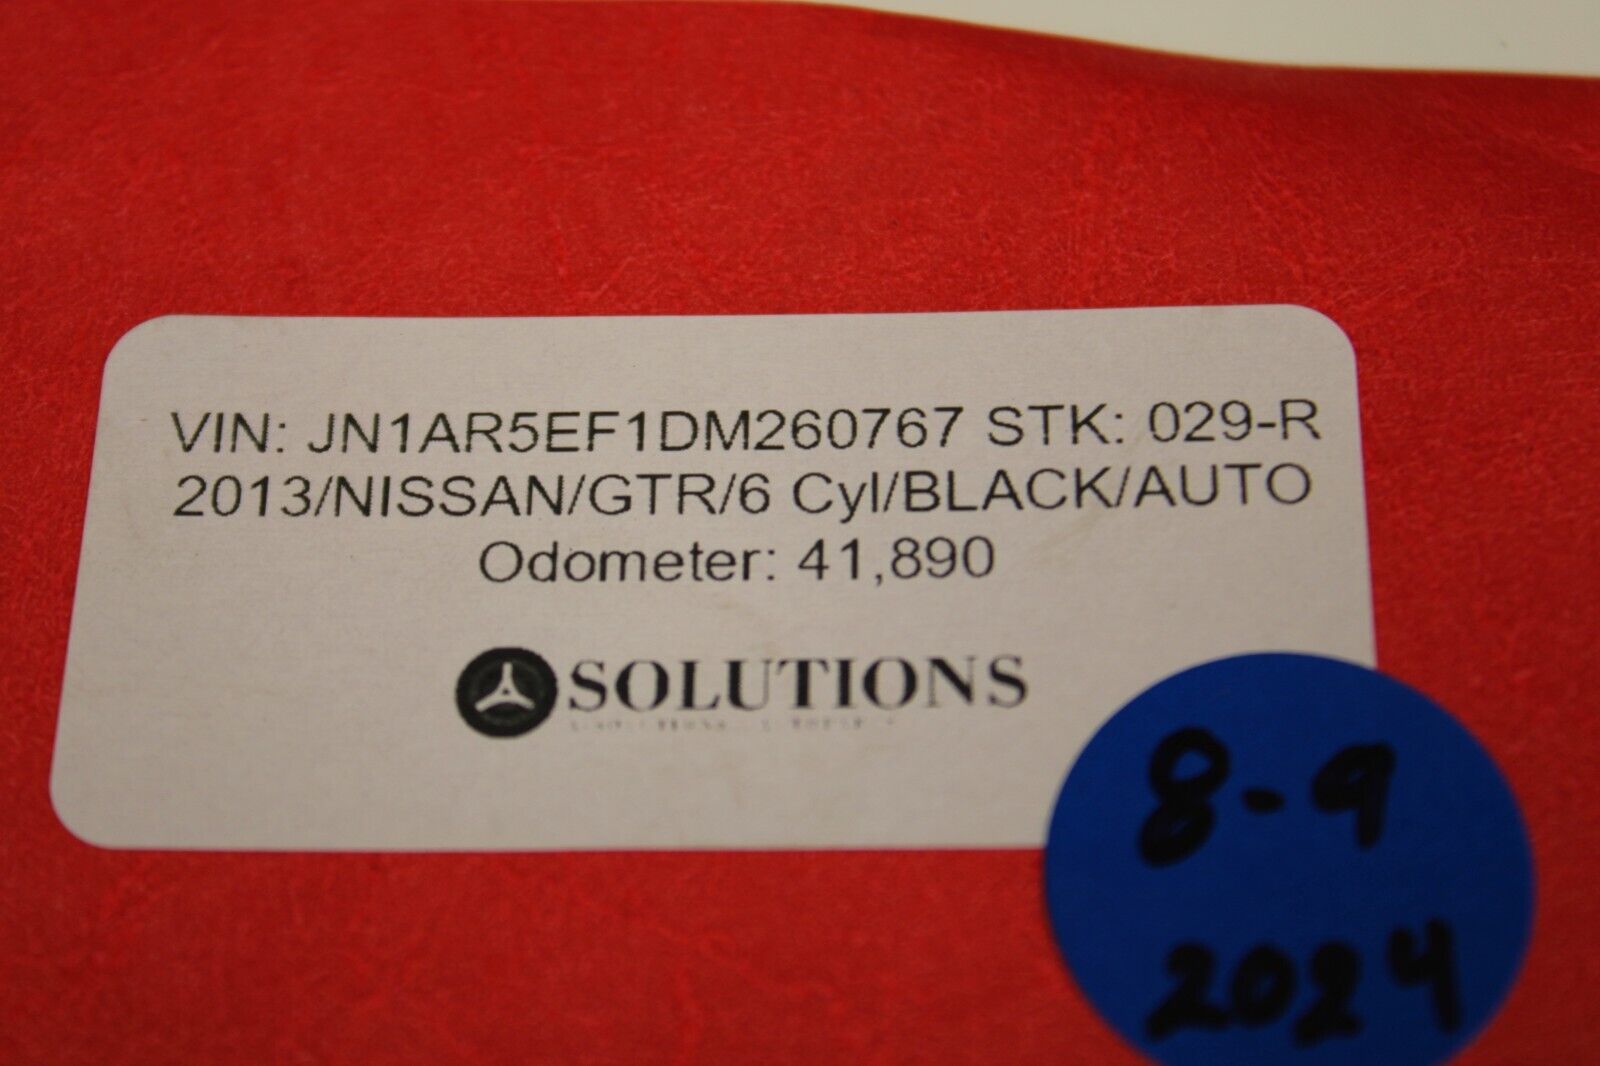 VIN: JN1AR5EF1DM260767 STK: 029-R
2013/NISSAN/GTR/6 Cyl/BLACK/AUTO
Odometer: 41,890
SOLUTIONS
8-9
2024